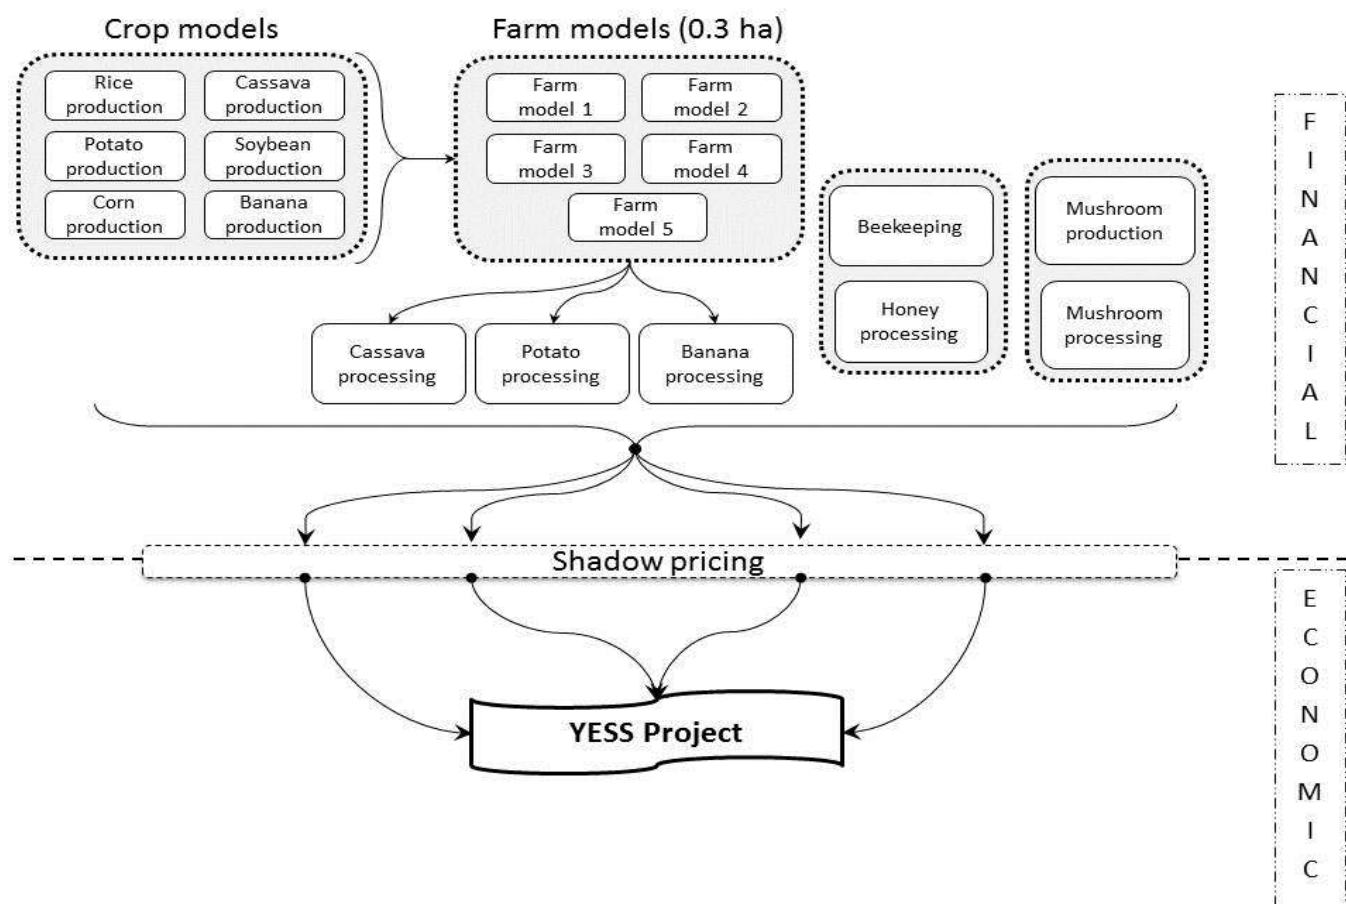 Crop models
Farm models (0.3 ha)
Rice
production
Cassava
production
Potato
production
Soybean
production
Corn
production
Banana
production
Farm
model 1
Farm
model 2
Farm
model 3
Farm
model 4
Farm
model 5
Beekeeping
Honey
processing
Mushroom
production
Mushroom
processing
Cassava
processing
Potato
processing
Banana
processing
F
I
N
A
N
C
I
A
L
Shadow pricing
YESS Project
E
C
O
N
O
M
I
C